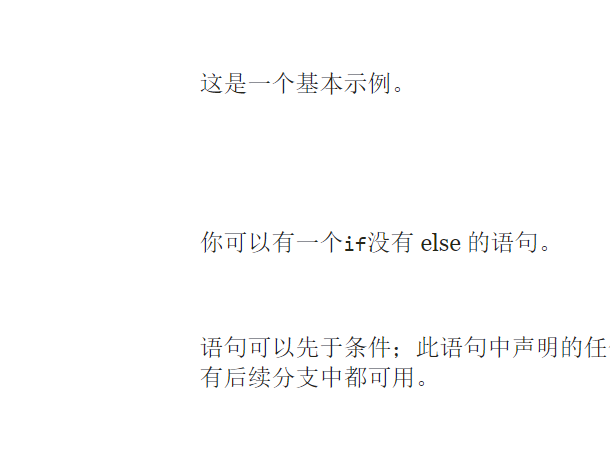 这是一个基本示例。
你可以有一个if没有 else 的语句。
语句可以先于条件；此语句中声明的任
有后续分支中都可用。